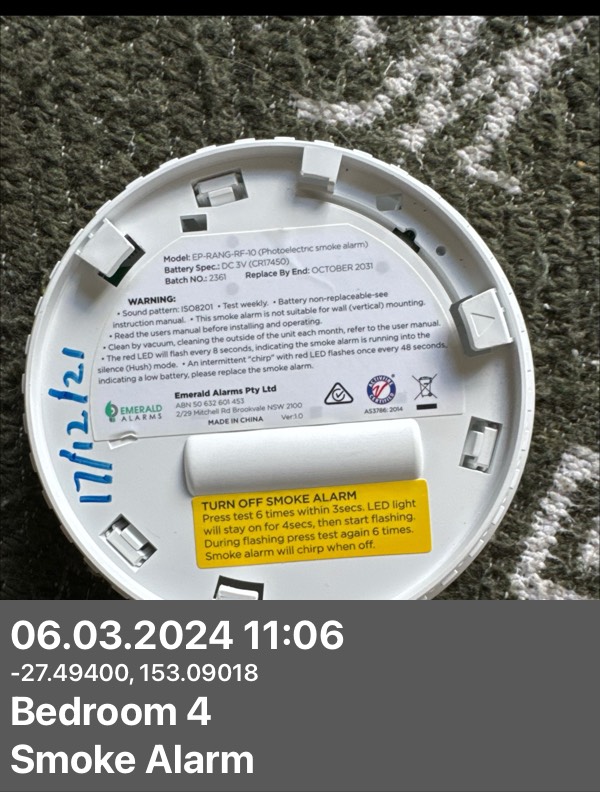 Model: EP-RANG-RF-10 (Photoelectric smoke alarm)
Battery Spec.: DC 3V (CR17450)
Batch NO.: 2361 Replace By End: OCTOBER 2031
WARNING:
• Sound pattern: ISO8201 • Test weekly. • Battery non-replaceable-see
instruction manual. • This smoke alarm is not suitable for wall (vertical) mounting.
• Read the users manual before installing and operating.
• Clean by vacuum, cleaning the outside of the unit each month, refer to the user manual.
• The red LED will flash every 8 seconds, indicating the smoke alarm is running into the
silence (Hush) mode. • An intermittent "chirp" with red LED flashes once every 48 seconds,
indicating a low battery, please replace the smoke alarm.
EMERALD
ALARMS
Emerald Alarms Pty Ltd
ABN 50 632 601 453
2/29 Mitchell Rd Brookvale NSW 2100
MADE IN CHINA Ver 1.0
AS3786: 2014
17/12/21
TURN OFF SMOKE ALARM
Press test 6 times within 3secs. LED light
will stay on for 4secs, then start flashing.
During flashing press test again 6 times.
Smoke alarm will chirp when off.
06.03.2024 11:06
-27.49400, 153.09018
Bedroom 4
Smoke Alarm